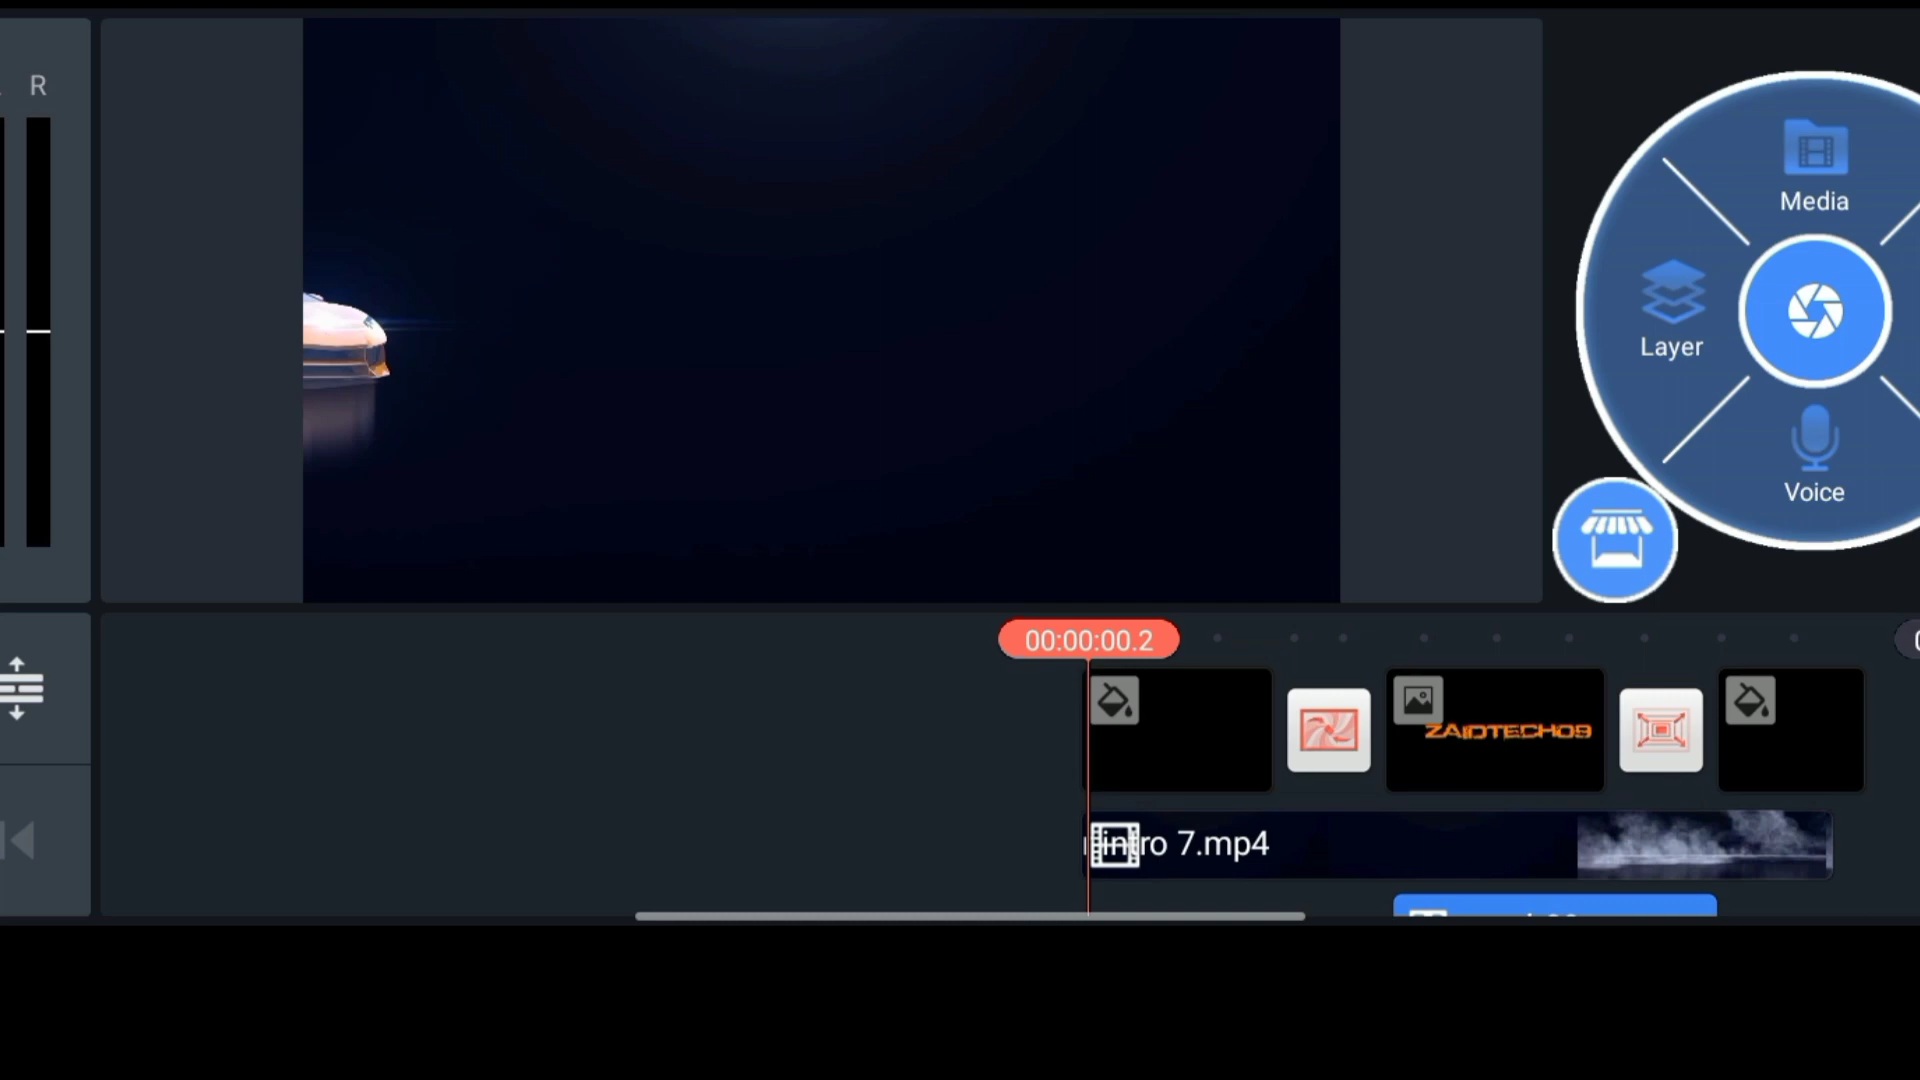 R
Media
Layer
Voice
00:00:00.2
ZAIDTECH09
intro 7.mp4